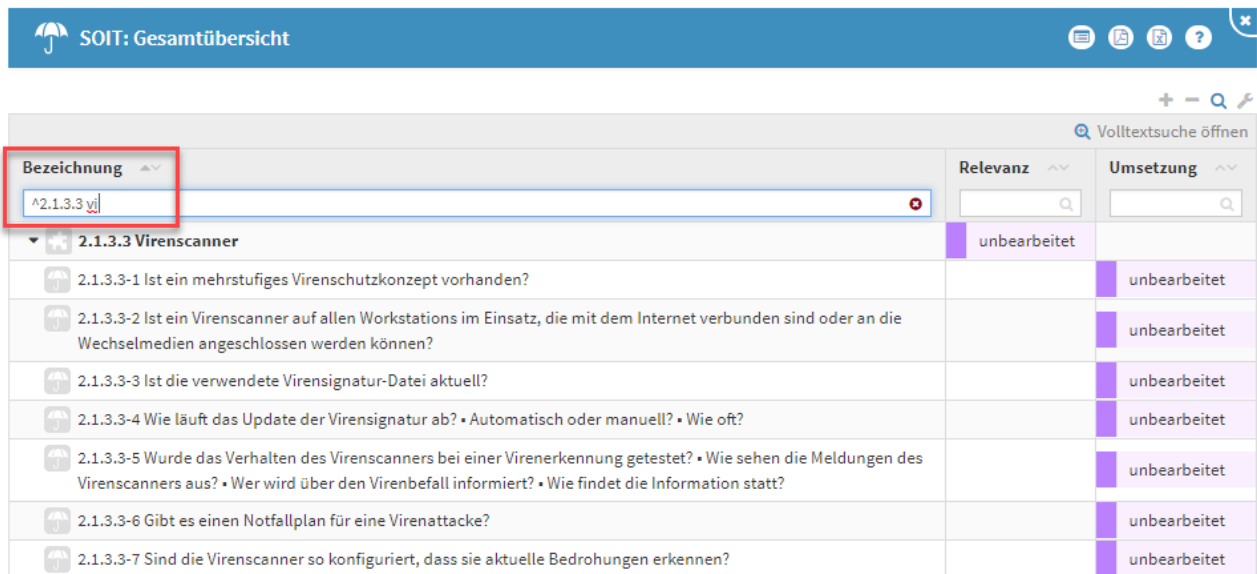 SOIT: Gesamtübersicht
Volltextsuche öffnen
Bezeichnung
Relevanz
Umsetzung
^2.1.3.3 vi
2.1.3.3 Virenscanner
unbearbeitet
2.1.3.3-1 Ist ein mehrstufiges Virenschutzkonzept vorhanden?
unbearbeitet
2.1.3.3-2 Ist ein Virenscanner auf allen Workstations im Einsatz, die mit dem Internet verbunden sind oder an die
Wechselmedien angeschlossen werden können?
unbearbeitet
2.1.3.3-3 Ist die verwendete Virensignatur-Datei aktuell?
unbearbeitet
2.1.3.3-4 Wie läuft das Update der Virensignatur ab? ▪ Automatisch oder manuell? ▪ Wie oft?
unbearbeitet
2.1.3.3-5 Wurde das Verhalten des Virenscanners bei einer Virenerkennung getestet? ▪ Wie sehen die Meldungen des
Virenscanners aus? ▪ Wer wird über den Virenbefall informiert? ▪ Wie findet die Information statt?
unbearbeitet
2.1.3.3-6 Gibt es einen Notfallplan für eine Virenattacke?
unbearbeitet
2.1.3.3-7 Sind die Virenscanner so konfiguriert, dass sie aktuelle Bedrohungen erkennen?
unbearbeitet